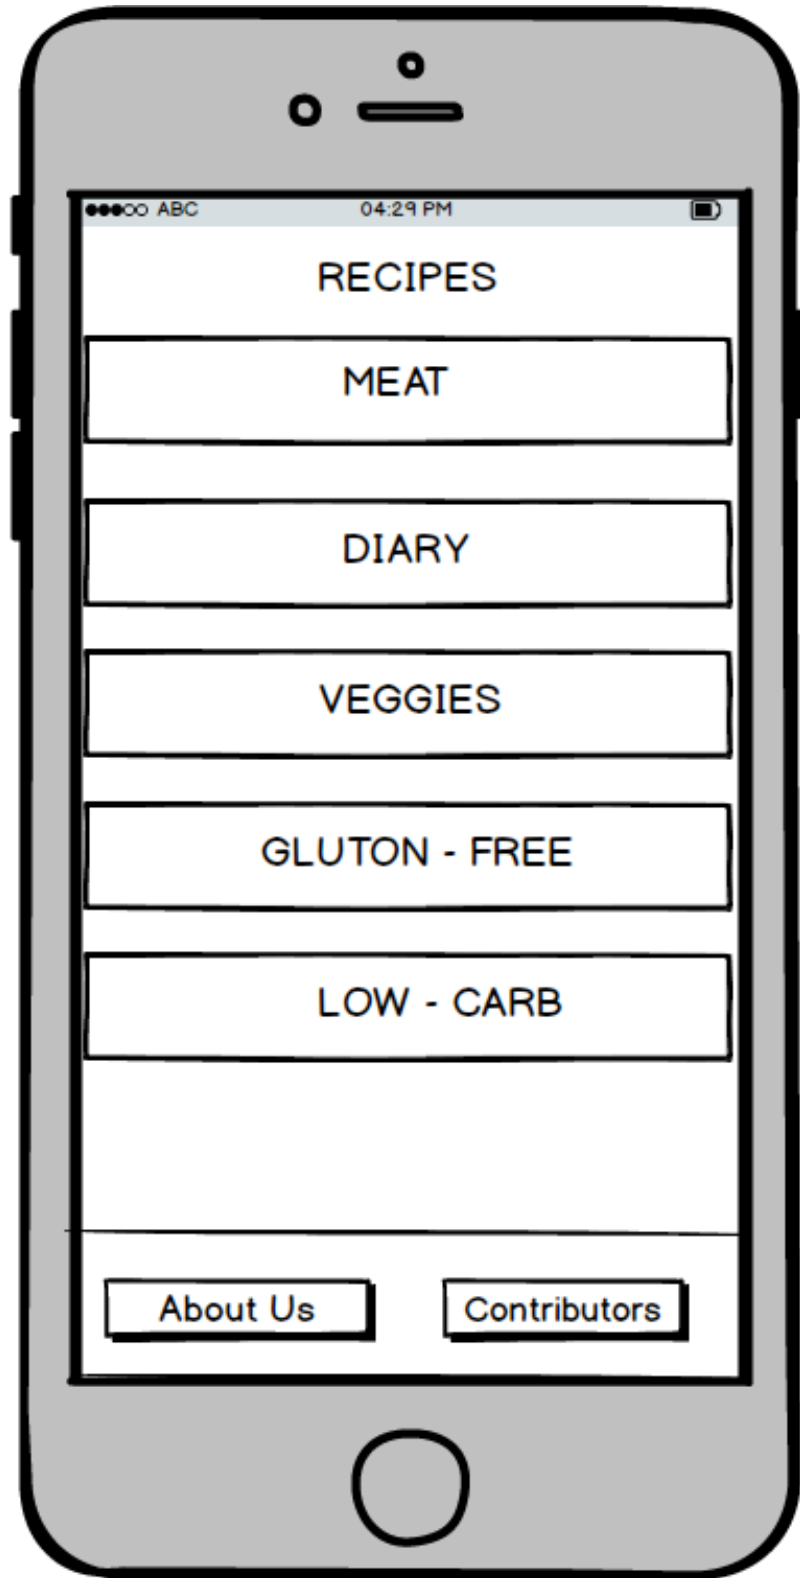 ABC 04:29 PM
RECIPES
MEAT
DIARY
VEGGIES
GLUTON - FREE
LOW - CARB
About Us Contributors